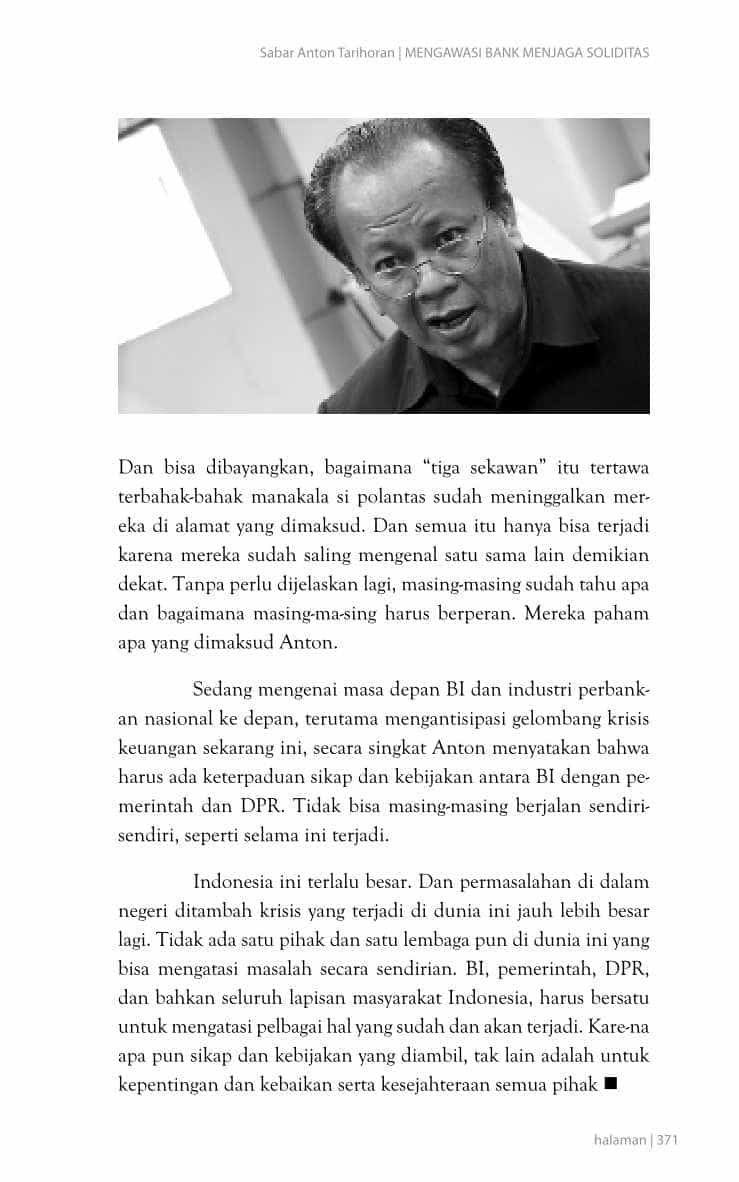 Sabar Anton Tarihoran | MENGAWASI BANK MENJAGA SOLIDITAS
Dan bisa dibayangkan, bagaimana “tiga sekawan” itu tertawa
terbahak-bahak manakala si polantas sudah meninggalkan mer-
eka di alamat yang dimaksud. Dan semua itu hanya bisa terjadi
karena mereka sudah saling mengenal satu sama lain demikian
dekat. Tanpa perlu dijelaskan lagi, masing-masing sudah tahu apa
dan bagaimana masing-ma-sing harus berperan. Mereka paham
apa yang dimaksud Anton.
Sedang mengenai masa depan BI dan industri perbank-
an nasional ke depan, terutama mengantisipasi gelombang krisis
keuangan sekarang ini, secara singkat Anton menyatakan bahwa
harus ada keterpaduan sikap dan kebijakan antara BI dengan pe-
merintah dan DPR. Tidak bisa masing-masing berjalan sendiri-
sendiri, seperti selama ini terjadi.
Indonesia ini terlalu besar. Dan permasalahan di dalam
negeri ditambah krisis yang terjadi di dunia ini jauh lebih besar
lagi. Tidak ada satu pihak dan satu lembaga pun di dunia ini yang
bisa mengatasi masalah secara sendirian. BI, pemerintah, DPR,
dan bahkan seluruh lapisan masyarakat Indonesia, harus bersatu
untuk mengatasi pelbagai hal yang sudah dan akan terjadi. Kare-na
apa pun sikap dan kebijakan yang diambil, tak lain adalah untuk
kepentingan dan kebaikan serta kesejahteraan semua pihak ■
halaman | 371